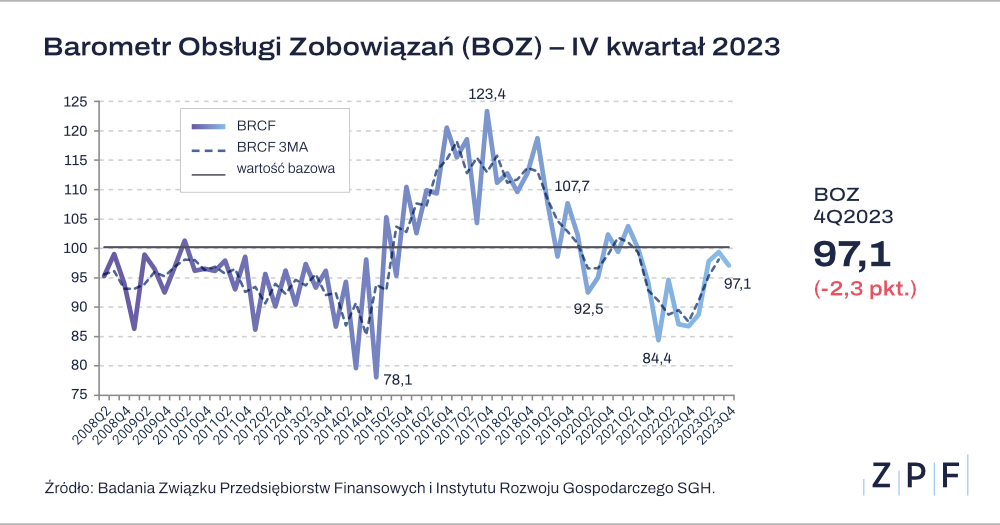 Barometr Obsługi Zobowiązań (BOZ) – IV kwartał 2023
125
120
115
110
105
100
95
90
85
80
75
BRCF
BRCF 3MA
wartość bazowa
123,4
107,7
92,5
84,4
78,1
97,1
2008Q2
2008Q4
2009Q2
2009Q4
2010Q2
2010Q4
2011Q2
2011Q4
2012Q2
2012Q4
2013Q2
2013Q4
2014Q2
2014Q4
2015Q2
2015Q4
2016Q2
2016Q4
2017Q2
2017Q4
2018Q2
2018Q4
2019Q2
2019Q4
2020Q2
2020Q4
2021Q2
2021Q4
2022Q2
2022Q4
2023Q2
2023Q4
BOZ
4Q2023
97,1
(-2,3 pkt.)
Źródło: Badania Związku Przedsiębiorstw Finansowych i Instytutu Rozwoju Gospodarczego SGH.
ZPF